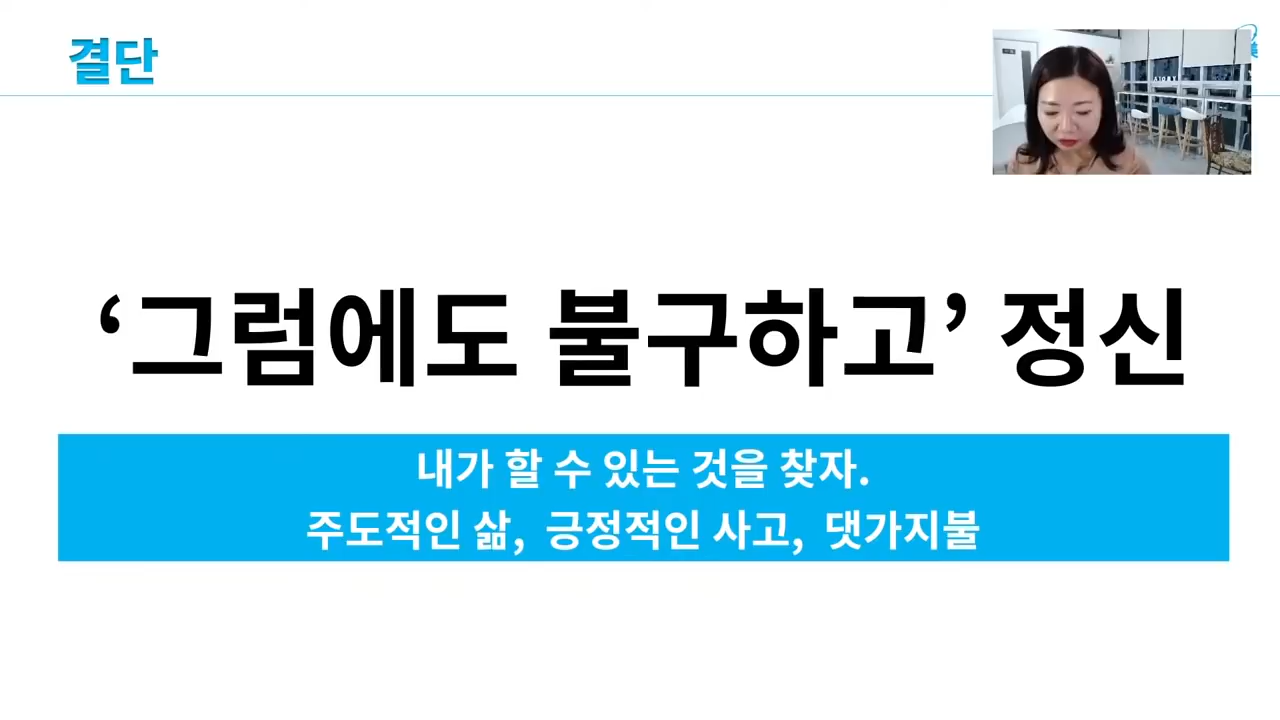 결단
‘그럼에도 불구하고’ 정신
내가 할 수 있는 것을 찾자.
주도적인 삶, 긍정적인 사고, 댓가지불